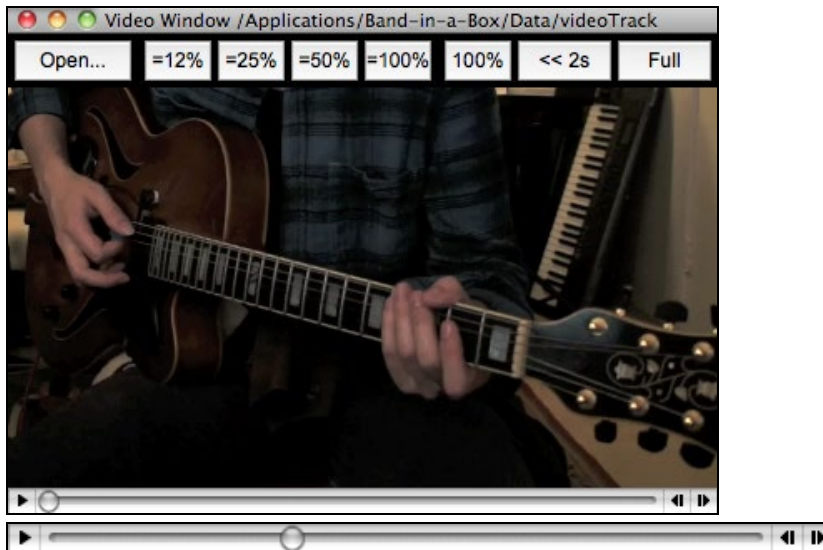 Video Window /Applications/Band-in-a-Box/Data/videoTrack
Open... =12% =25% =50% =100% 100% << 2s Full